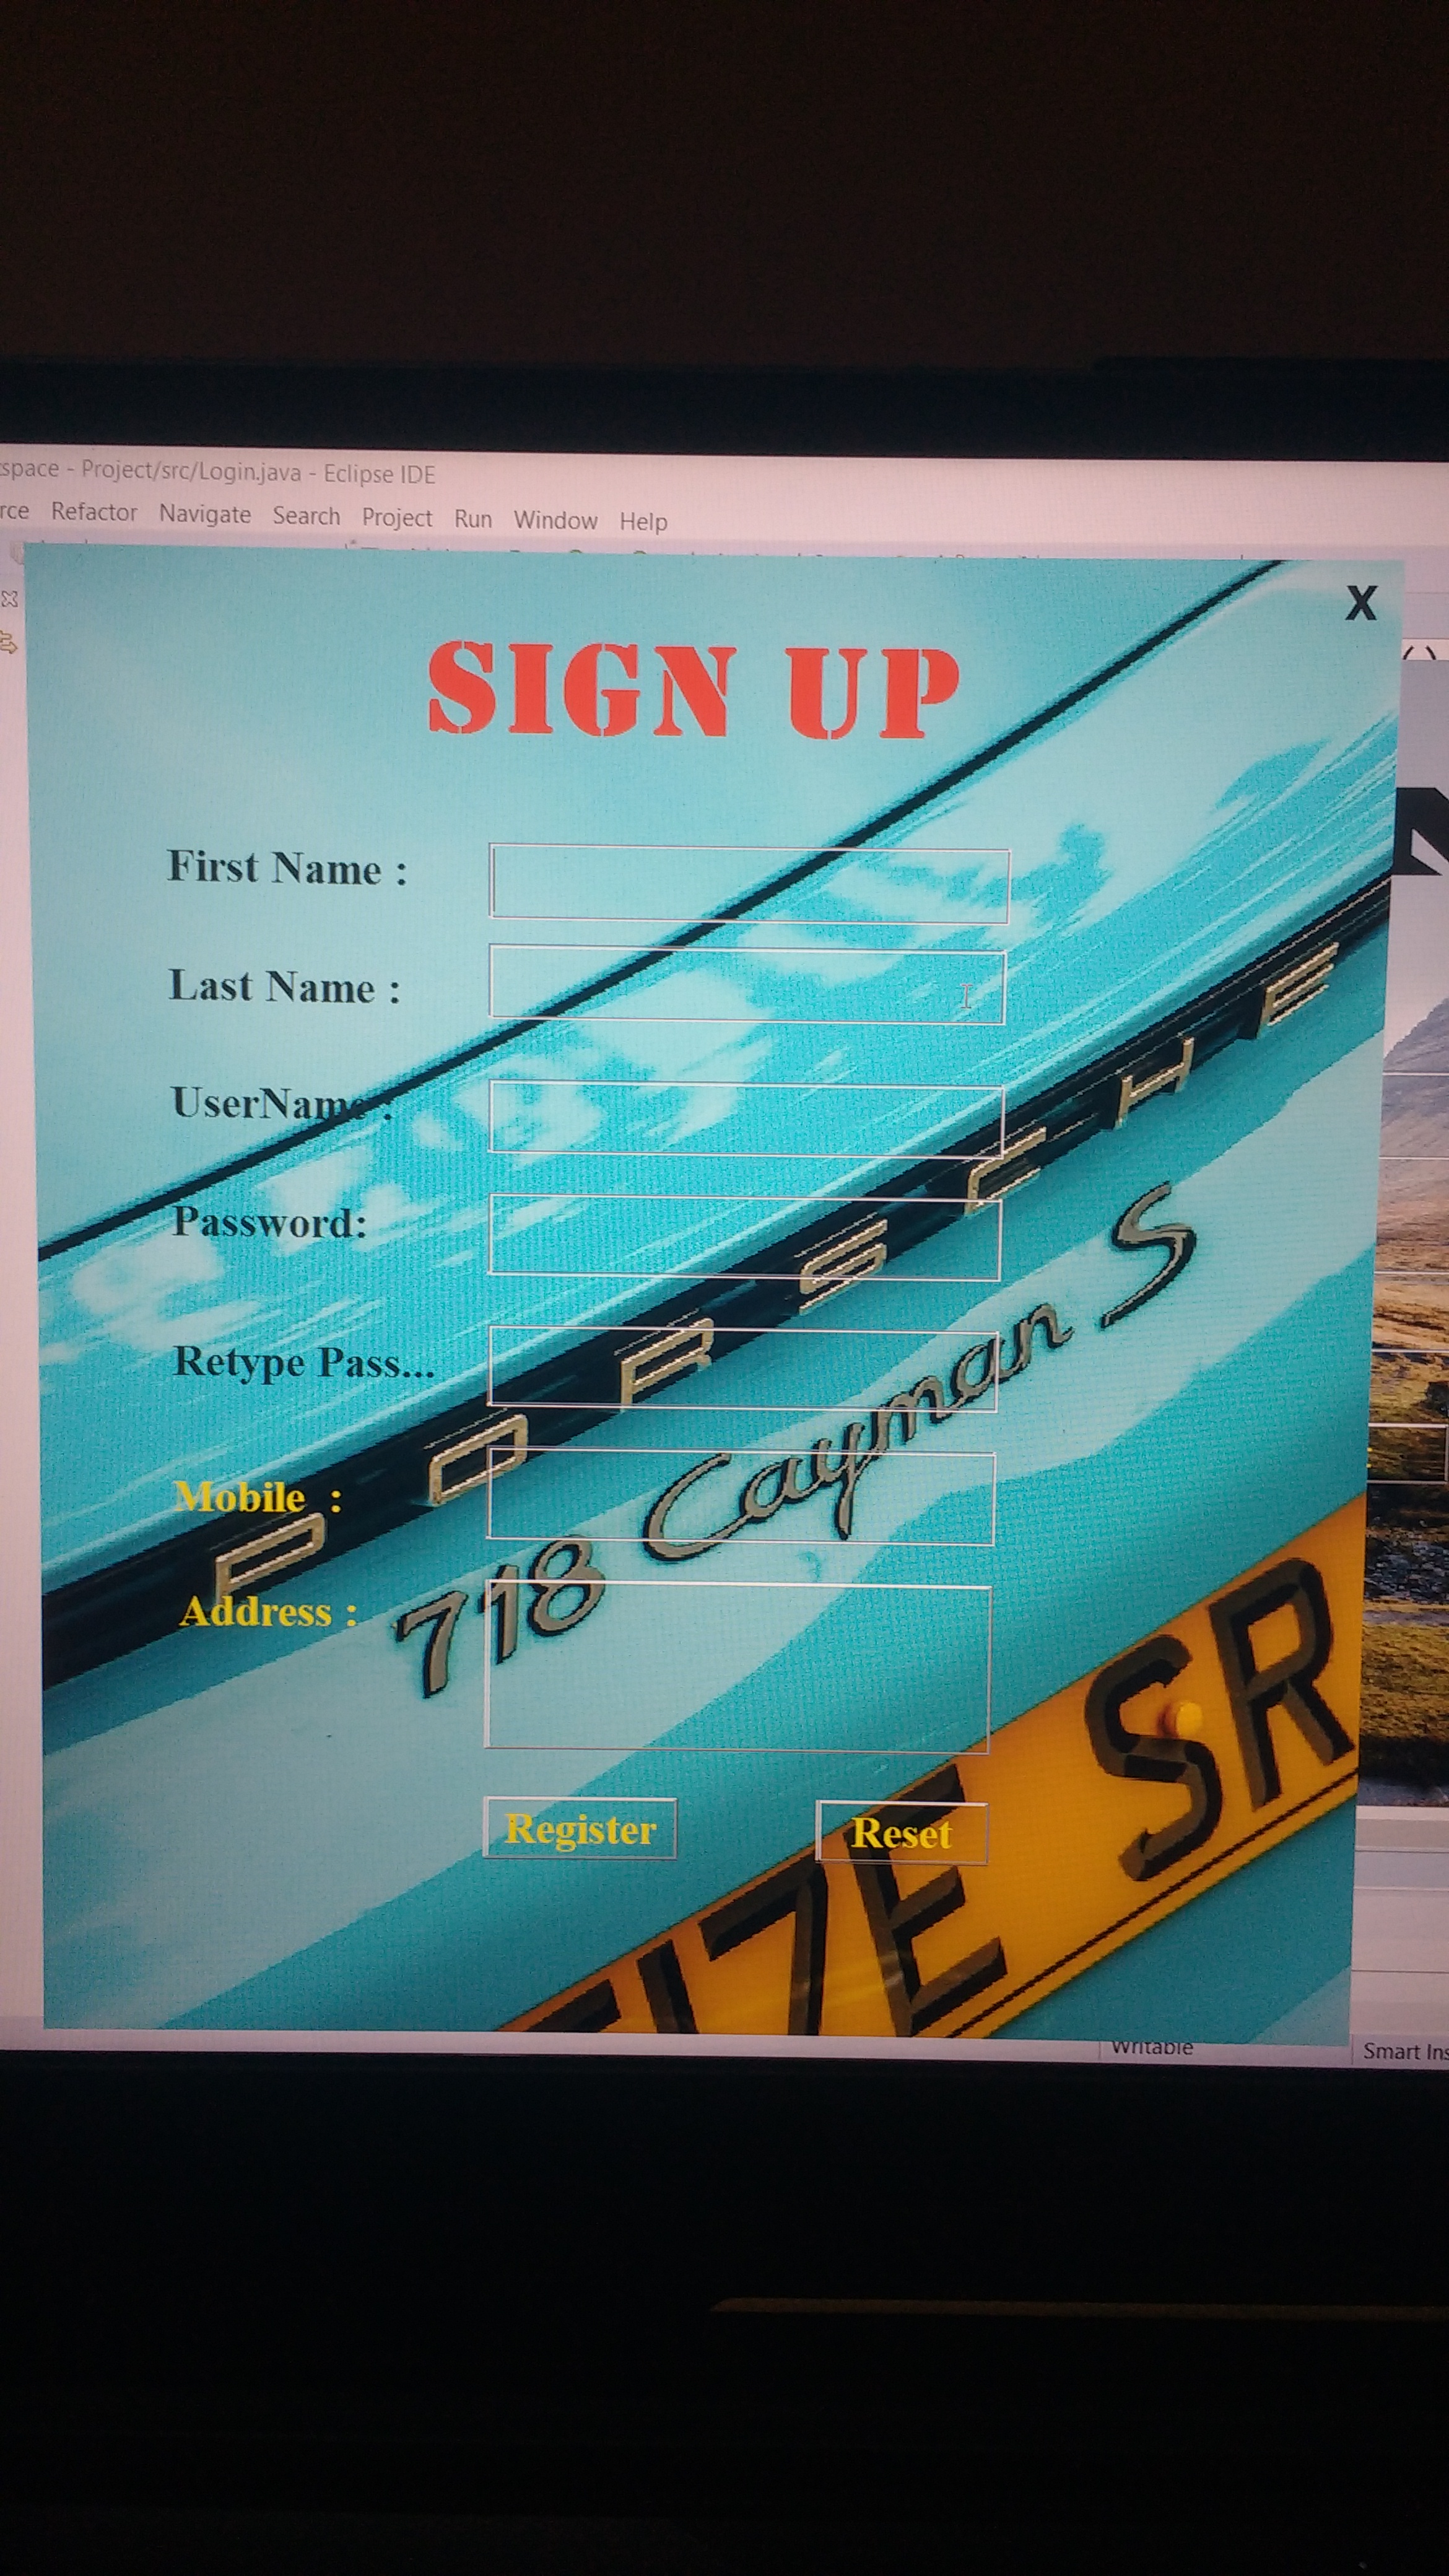 space - Project/src/Login.java - Eclipse IDE
rce Refactor Navigate Search Project Run Window Help
X
SIGN UP
First Name :
Last Name :
UserName :
Password:
Retype Pass...
Mobile :
Address :
PORSCHE
718 Cayman S
17E SR
Register
Reset
Writable
Smart Ins